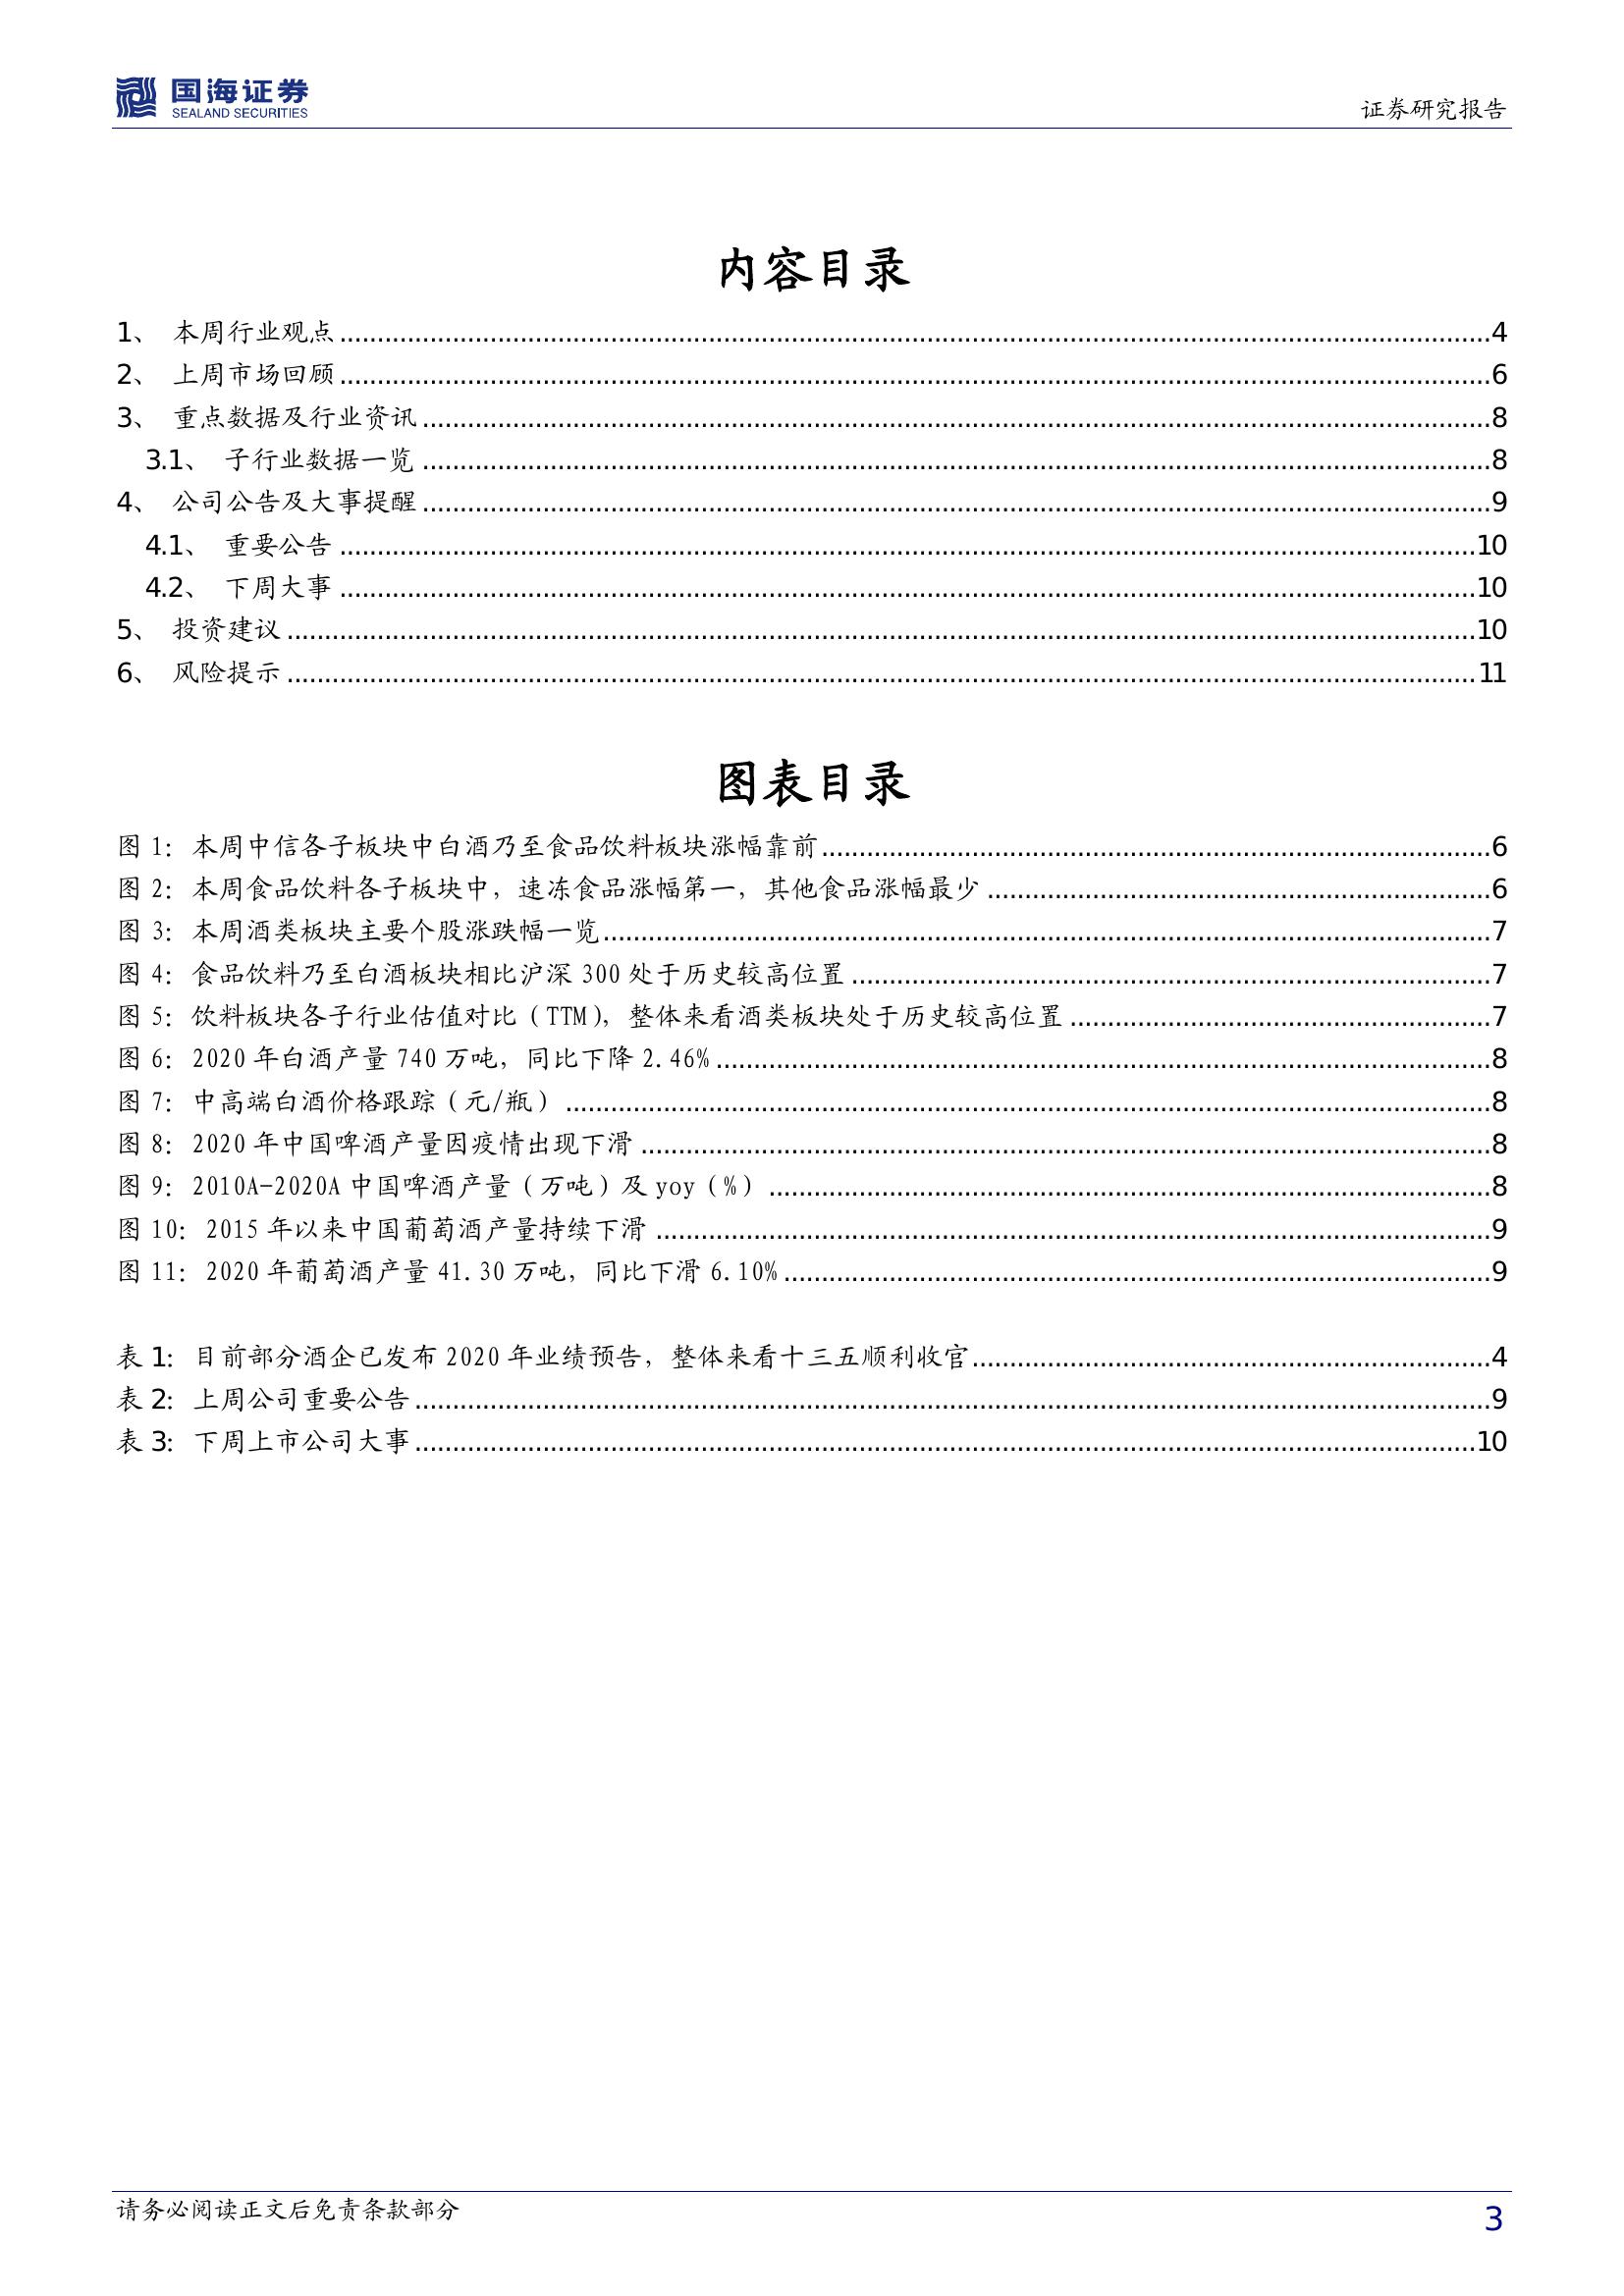 国海证券
SEALAND SECURITIES
证券研究报告
内容目录
1、 本周行业观点........................................................................4
2、 上周市场回顾........................................................................6
3、 重点数据及行业资讯........................................................................8
3.1、 子行业数据一览........................................................................8
4、 公司公告及大事提醒........................................................................9
4.1、 重要公告........................................................................10
4.2、 下周大事........................................................................10
5、 投资建议........................................................................10
6、 风险提示........................................................................11
图表目录
图 1：本周中信各子板块中白酒乃至食品饮料板块涨幅靠前........................................................................6
图 2：本周食品饮料各子板块中，速冻食品涨幅第一，其他食品涨幅最少........................................................................6
图 3：本周酒类板块主要个股涨跌幅一览........................................................................7
图 4：食品饮料乃至白酒板块相比沪深 300 处于历史较高位置........................................................................7
图 5：饮料板块各子行业估值对比（TTM），整体来看酒类板块处于历史较高位置........................................................................7
图 6：2020 年白酒产量 740 万吨，同比下降 2.46%........................................................................8
图 7：中高端白酒价格跟踪（元/瓶）........................................................................8
图 8：2020 年中国啤酒产量因疫情出现下滑........................................................................8
图 9：2010A-2020A 中国啤酒产量（万吨）及 yoy（%）........................................................................8
图 10：2015 年以来中国葡萄酒产量持续下滑........................................................................9
图 11：2020 年葡萄酒产量 41.30 万吨，同比下滑 6.10%........................................................................9
表 1：目前部分酒企已发布 2020 年业绩预告，整体来看十三五顺利收官........................................................................4
表 2：上周公司重要公告........................................................................9
表 3：下周上市公司大事........................................................................10
请务必阅读正文后免责条款部分
3